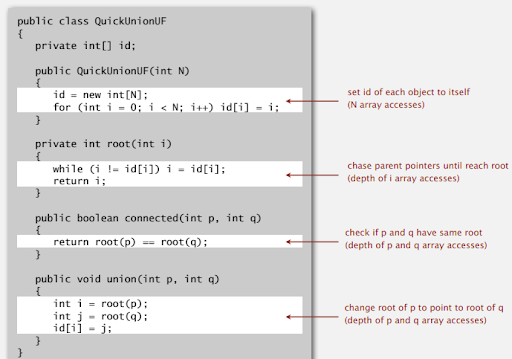 public class QuickUnionUF
{
private int[] id;
public QuickUnionUF(int N)
{
id = new int[N];
for (int i = 0; i < N; i++) id[i] = i;
}
set id of each object to itself
(N array accesses)
private int root(int i)
{
while (i != id[i]) i = id[i];
return i;
}
chase parent pointers until reach root
(depth of i array accesses)
public boolean connected(int p, int q)
{
return root(p) == root(q);
}
check if p and q have same root
(depth of p and q array accesses)
public void union(int p, int q)
{
int i = root(p);
int j = root(q);
id[i] = j;
}
change root of p to point to root of q
(depth of p and q array accesses)
}